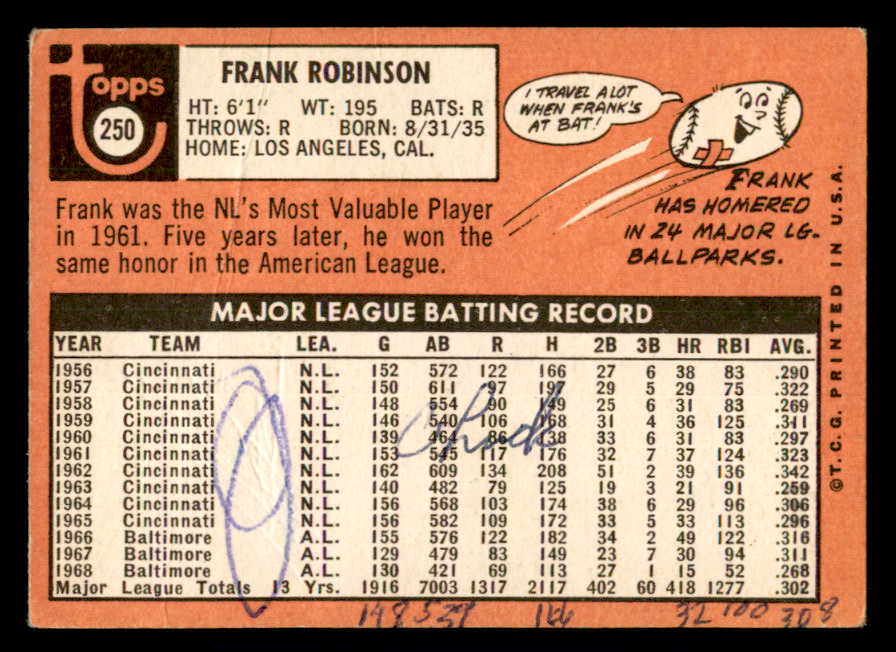 topps
250
FRANK ROBINSON
HT: 6'1" WT: 195 BATS: R
THROWS: R BORN: 8/31/35
HOME: LOS ANGELES, CAL.
I TRAVEL A LOT
WHEN FRANK'S
AT BAT!
FRANK
HAS HOMERED
IN 24 MAJOR LG.
BALLPARKS.
Frank was the NL's Most Valuable Player
in 1961. Five years later, he won the
same honor in the American League.
MAJOR LEAGUE BATTING RECORD
YEAR TEAM LEA. G AB R H 2B 3B HR RBI AVG.
1956 Cincinnati N.L. 152 572 122 166 27 6 38 83 .290
1957 Cincinnati N.L. 150 611 97 197 29 5 29 75 .322
1958 Cincinnati N.L. 148 554 90 149 25 6 31 83 .269
1959 Cincinnati N.L. 146 540 106 168 31 4 36 125 .311
1960 Cincinnati N.L. 139 464 86 138 33 6 31 83 .297
1961 Cincinnati N.L. 153 545 117 176 32 7 37 124 .323
1962 Cincinnati N.L. 162 609 134 208 51 2 39 136 .342
1963 Cincinnati N.L. 140 482 79 125 19 3 21 91 .259
1964 Cincinnati N.L. 156 568 103 174 38 6 29 96 .306
1965 Cincinnati N.L. 156 582 109 172 33 5 33 113 .296
1966 Baltimore A.L. 155 576 122 182 34 2 49 122 .316
1967 Baltimore A.L. 129 479 83 149 23 7 30 94 .311
1968 Baltimore A.L. 130 421 69 113 27 1 15 52 .268
Major League Totals 13 Yrs. 1916 7003 1317 2117 402 60 418 1277 .302
Chuck
148 539 166 32 100 308
©T.C.G. PRINTED IN U.S.A.